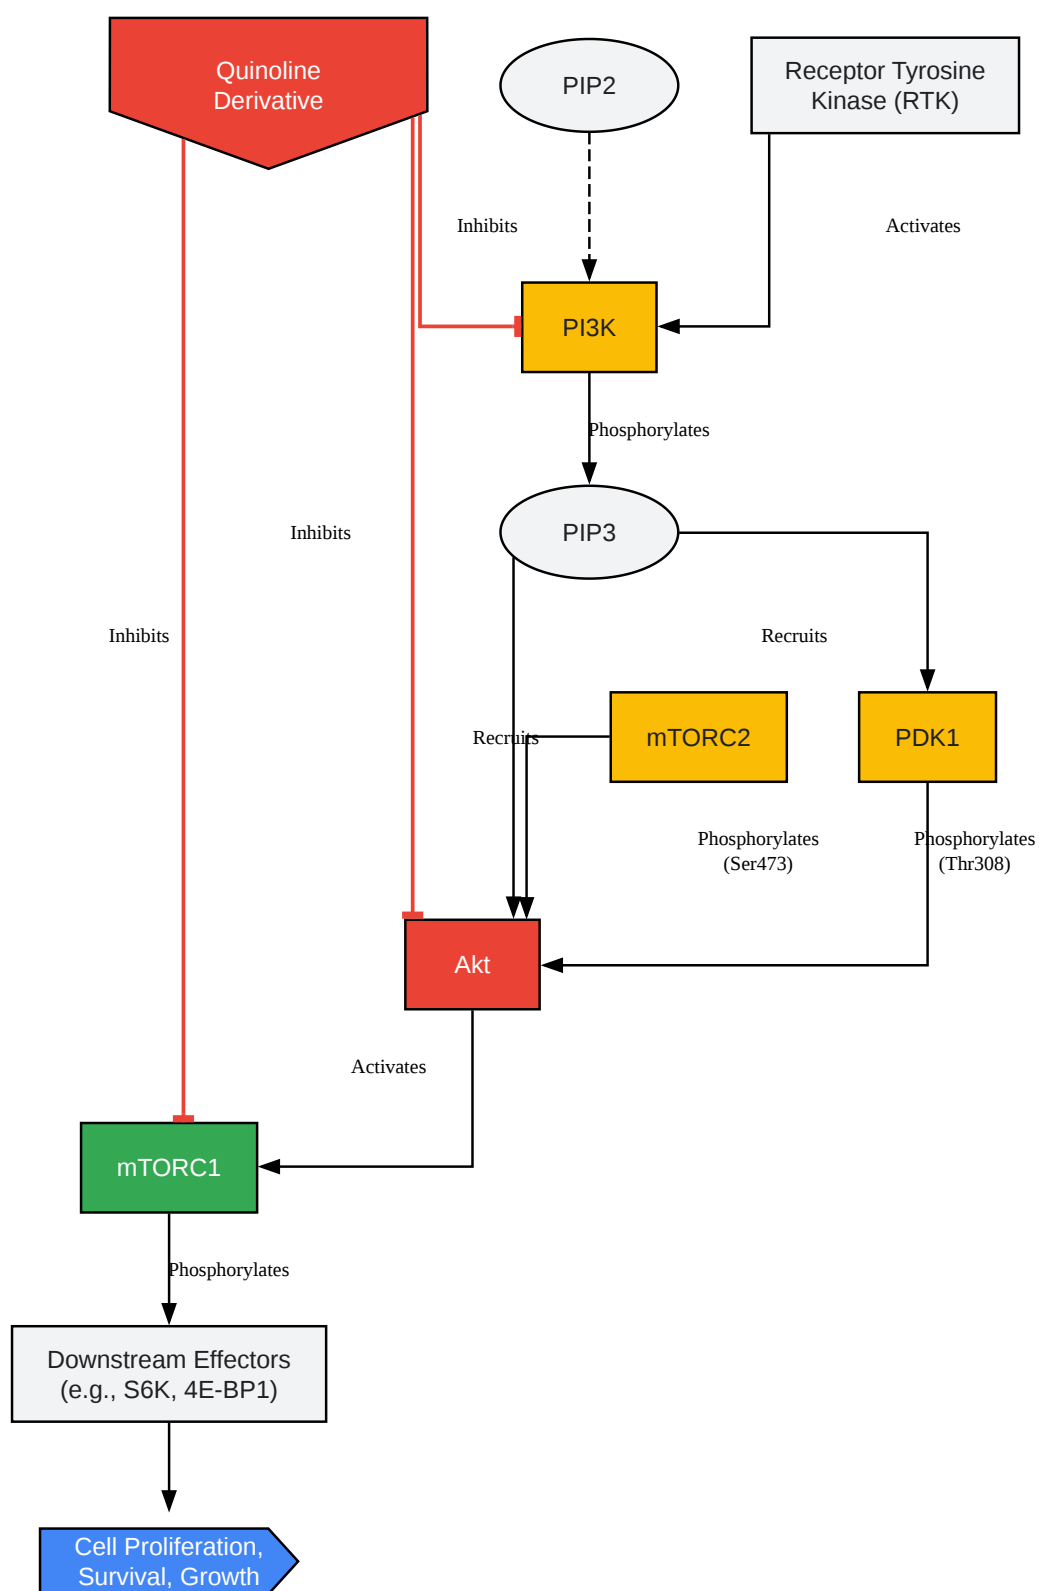 Quinoline
Derivative
PIP2
Receptor Tyrosine
Kinase (RTK)
Inhibits
Activates
PI3K
Phosphorylates
PIP3
Inhibits
Inhibits
Recruits
Recruits
mTORC2
PDK1
Phosphorylates
(Ser473)
Phosphorylates
(Thr308)
Akt
Activates
mTORC1
Phosphorylates
Downstream Effectors
(e.g., S6K, 4E-BP1)
Cell Proliferation,
Survival, Growth